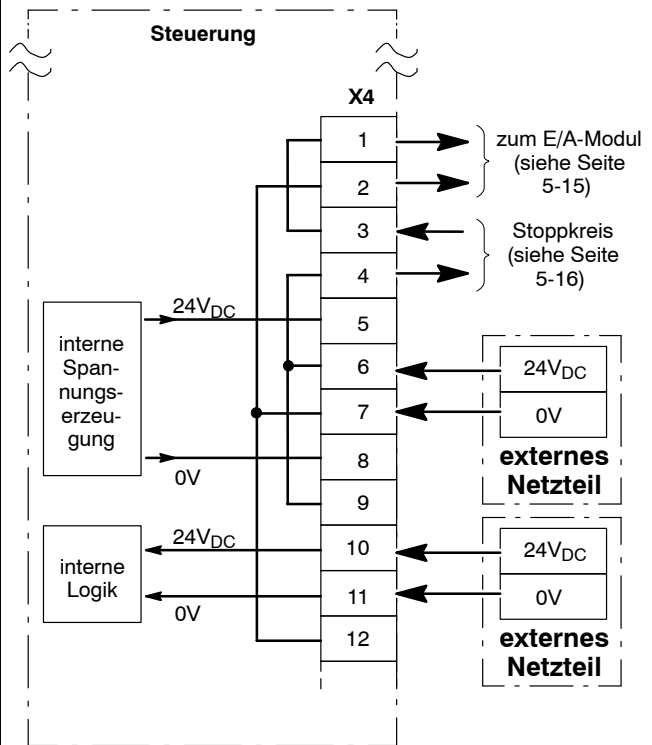 Steuerung
X4
1
2
3
4
5
6
7
8
9
10
11
12
zum E/A-Modul
(siehe Seite
5-15)
Stoppkreis
(siehe Seite
5-16)
interne
Span-
nungs-
erzeu-
gung
24VDC
0V
interne
Logik
24VDC
0V
24VDC
0V
externes
Netzteil
24VDC
0V
externes
Netzteil